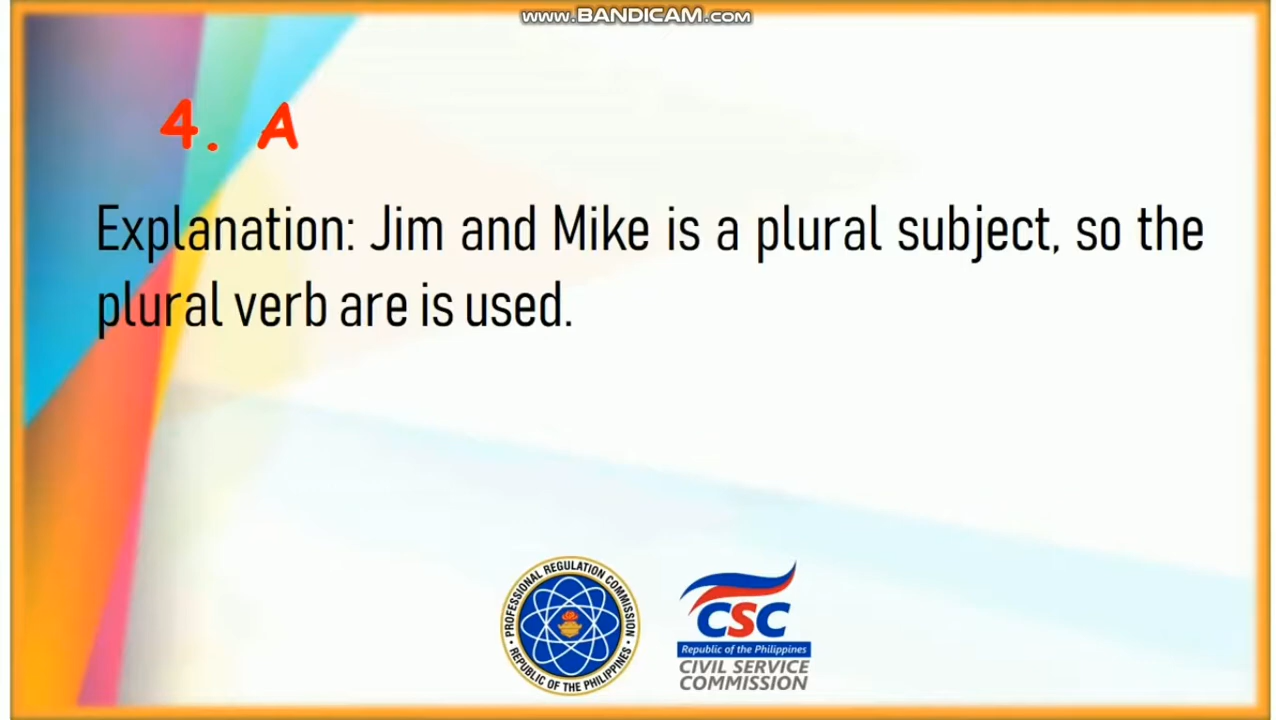 www.BANDICAM.com
4. A
Explanation: Jim and Mike is a plural subject, so the
plural verb are is used.
PROFESSIONAL REGULATION COMMISSION
REPUBLIC OF THE PHILIPPINES
CSC
Republic of the Philippines
CIVIL SERVICE
COMMISSION